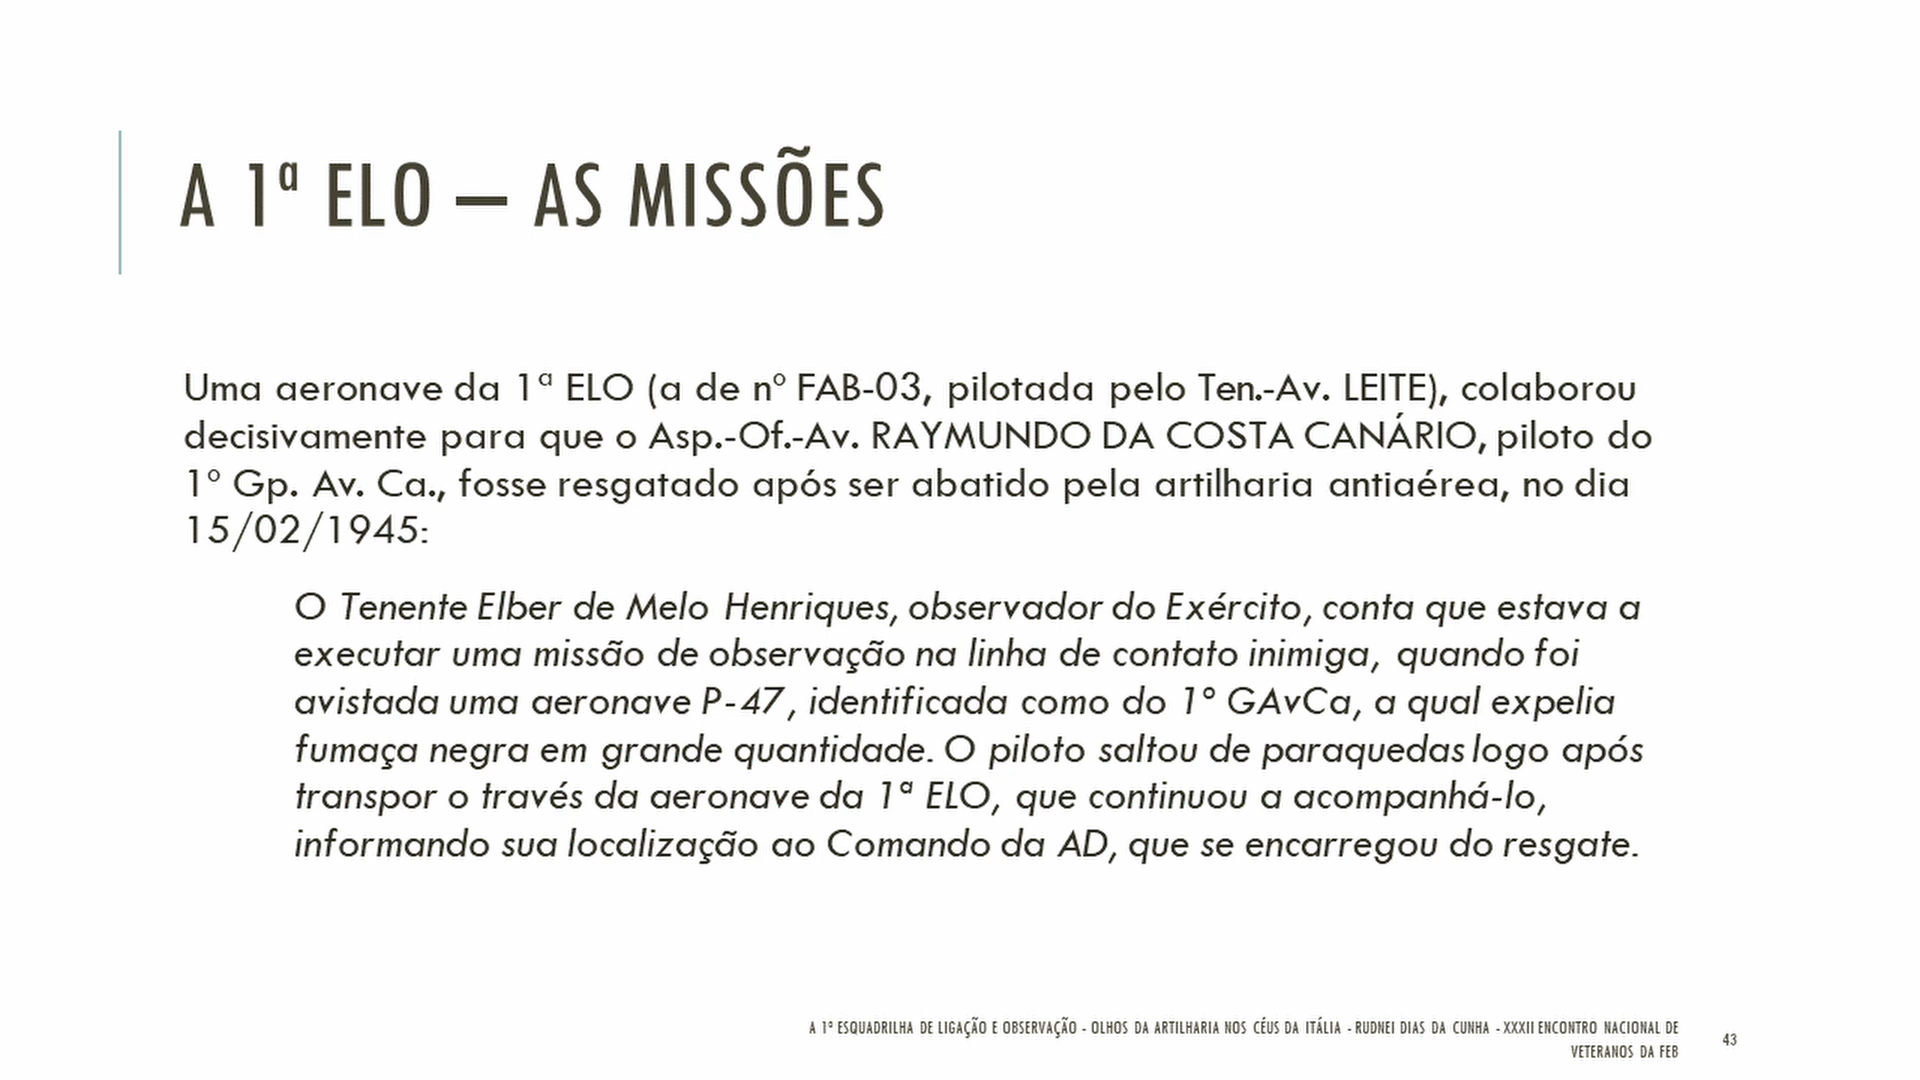 A 1ª ELO – AS MISSÕES
Uma aeronave da 1ª ELO (a de nº FAB-03, pilotada pelo Ten.-Av. LEITE), colaborou
decisivamente para que o Asp.-Of.-Av. RAYMUNDO DA COSTA CANÁRIO, piloto do
1º Gp. Av. Ca., fosse resgatado após ser abatido pela artilharia antiaérea, no dia
15/02/1945:
O Tenente Elber de Melo Henriques, observador do Exército, conta que estava a
executar uma missão de observação na linha de contato inimiga, quando foi
avistada uma aeronave P-47, identificada como do 1º GAvCa, a qual expelia
fumaça negra em grande quantidade. O piloto saltou de paraquedas logo após
transpor o través da aeronave da 1ª ELO, que continuou a acompanhá-lo,
informando sua localização ao Comando da AD, que se encarregou do resgate.
A 1ª ESQUADRILHA DE LIGAÇÃO E OBSERVAÇÃO - OLHOS DA ARTILHARIA NOS CÉUS DA ITÁLIA - RUDNEI DIAS DA CUNHA - XXXII ENCONTRO NACIONAL DE
VETERANOS DA FEB
43